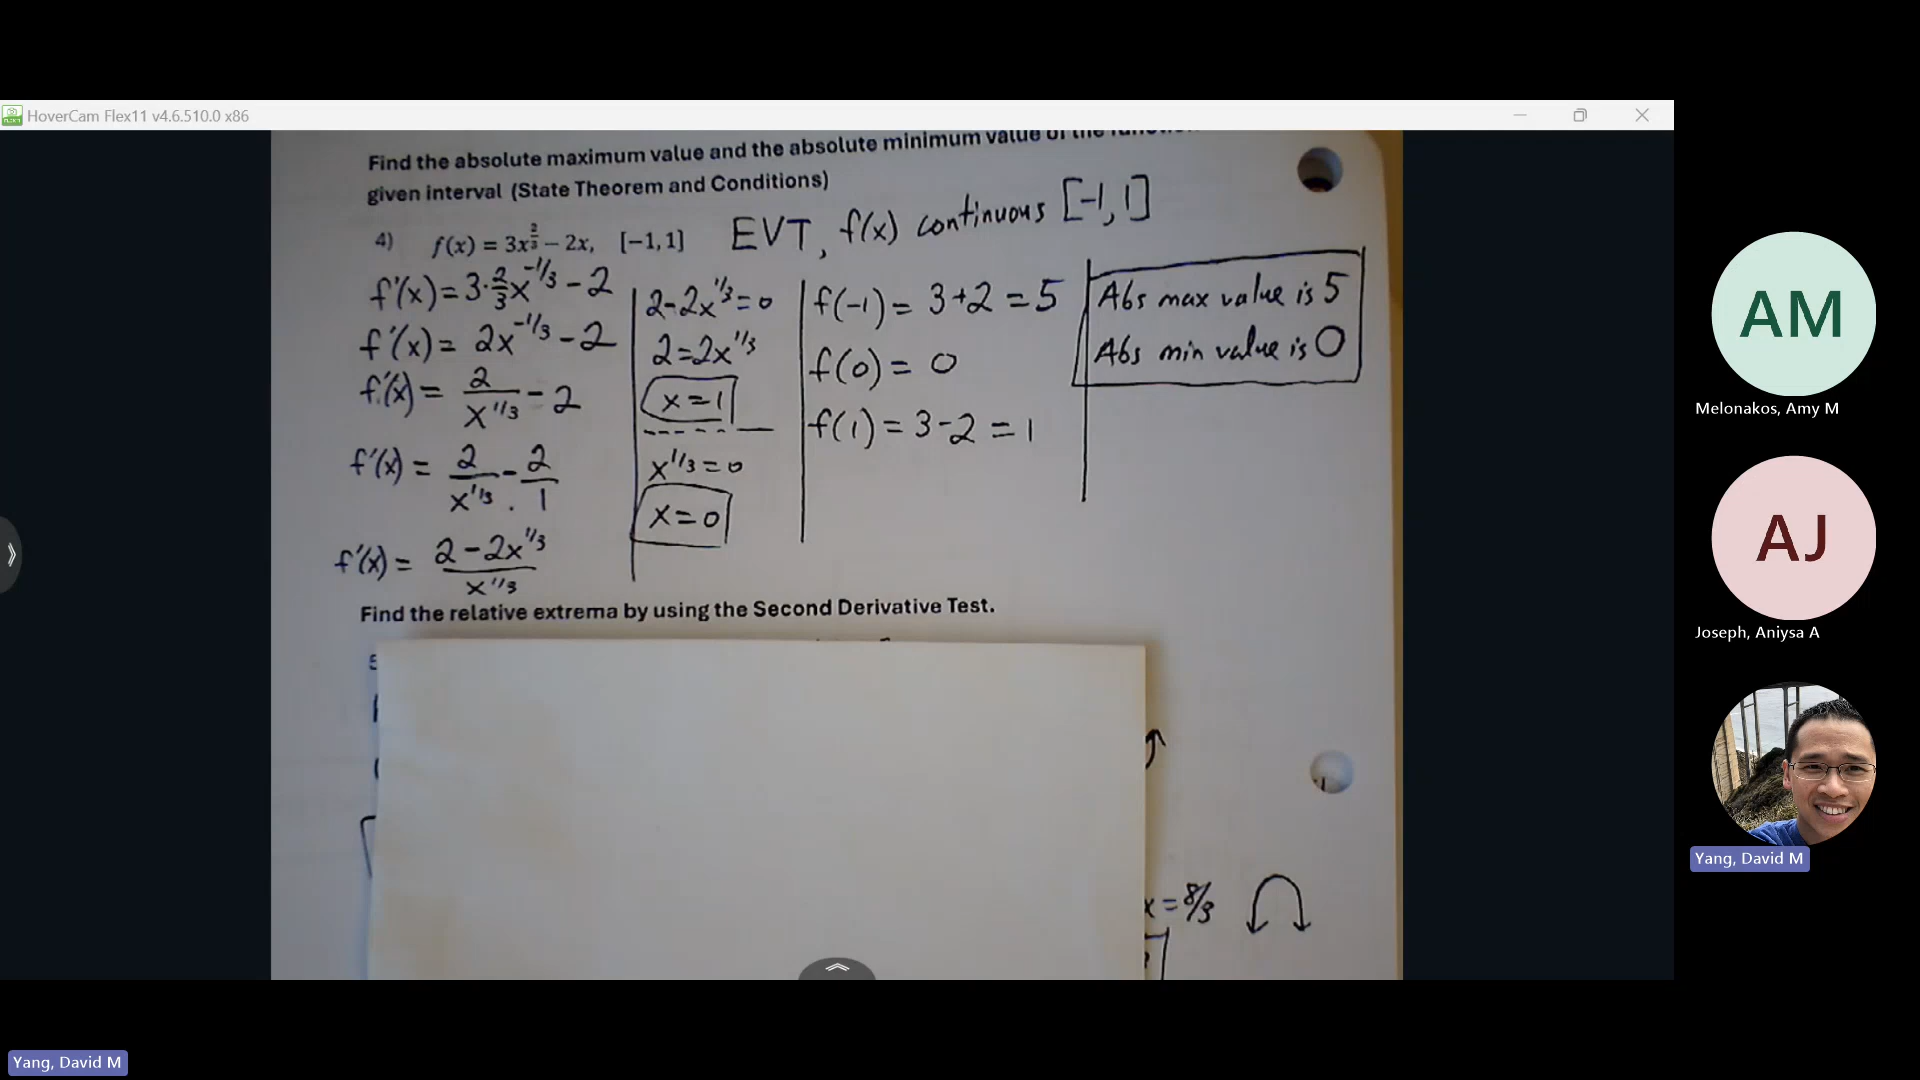 HoverCam Flex11 v4.6.510.0 x86
Find the absolute maximum value and the absolute minimum value of the
given interval (State Theorem and Conditions)
4) f(x) = 3x^{2/3} − 2x, [−1, 1] EVT, f(x) continuous [-1, 1]
f'(x) = 3·2/3 x^{-1/3} - 2
f'(x) = 2x^{-1/3} - 2
f'(x) = 2/x^{1/3} - 2
f'(x) = 2/x^{1/3} - 2/1
f'(x) = (2 - 2x^{1/3})/x^{1/3}
2-2x^{1/3} = 0
2 = 2x^{1/3}
x = 1
x^{1/3} = 0
x = 0
f(-1) = 3+2 = 5
f(0) = 0
f(1) = 3-2 = 1
Abs max value is 5
Abs min value is 0
Find the relative extrema by using the Second Derivative Test.
x = 8/3
AM
Melonakos, Amy M
AJ
Joseph, Aniysa A
Yang, David M
Yang, David M